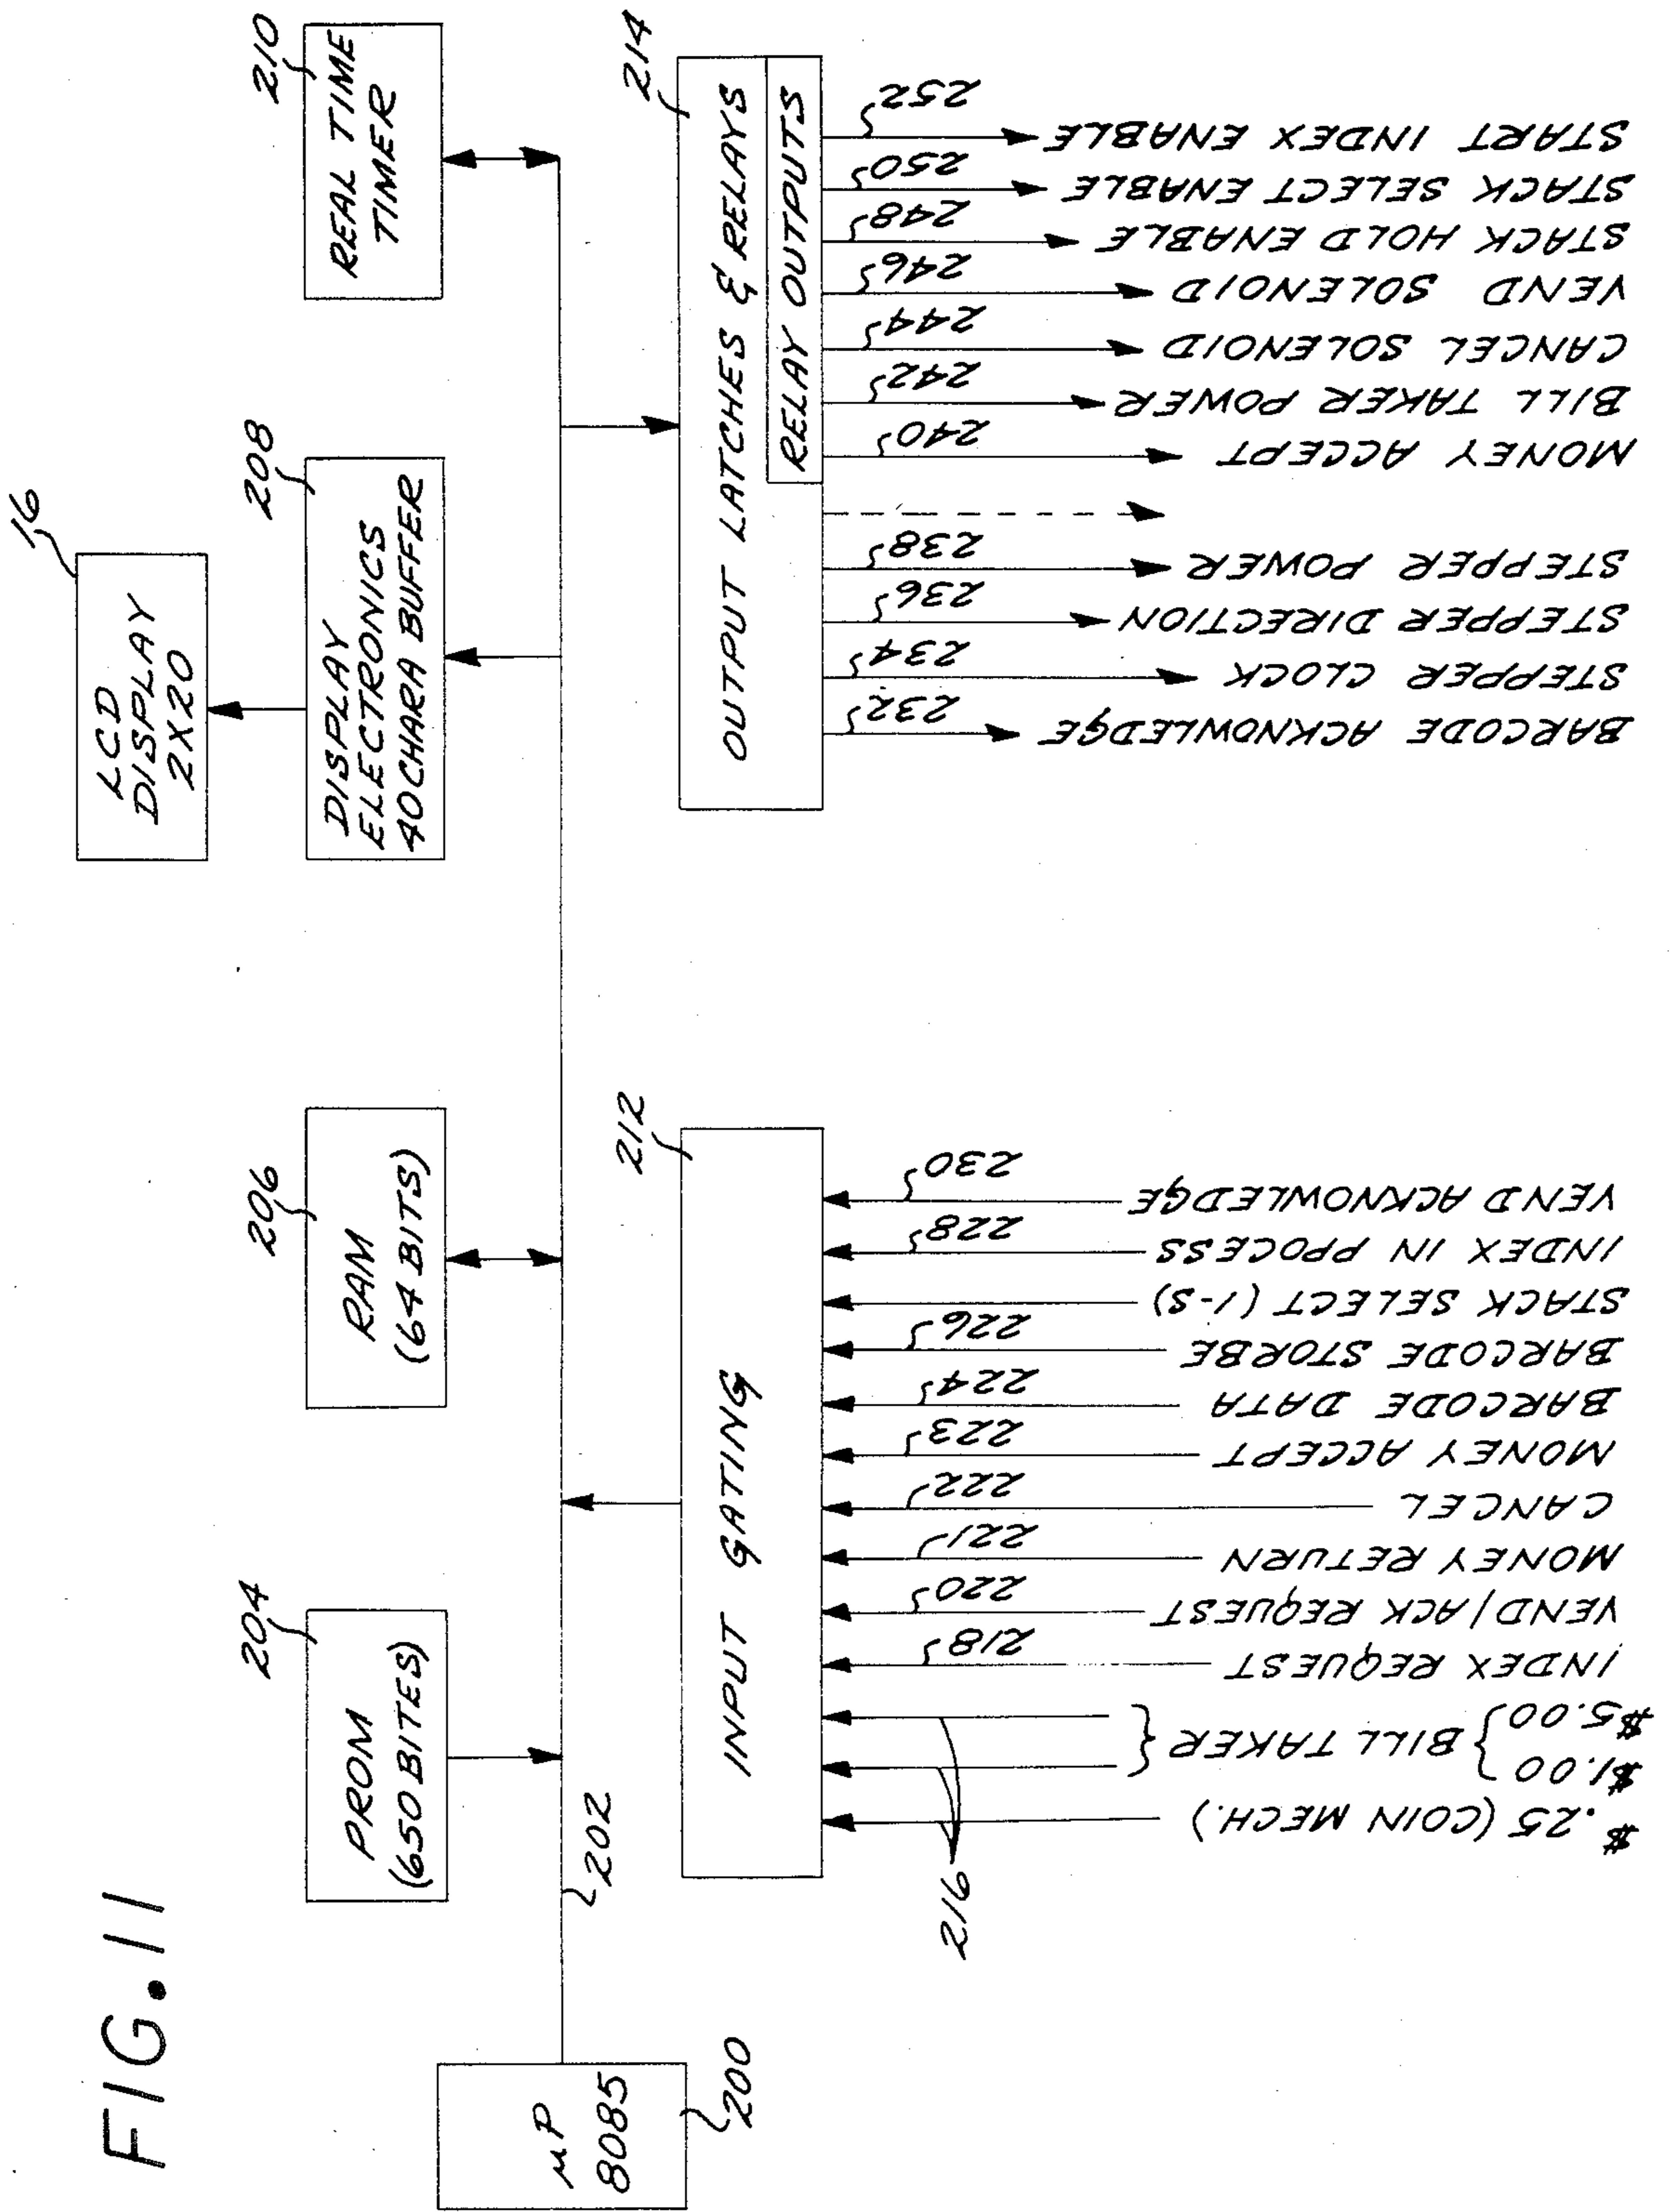 FIG. 11
µP
8085
200
202
PROM
(650 BITES)
204
RAM
(64 BITS)
206
LCD
DISPLAY
2X20
16
DISPLAY
ELECTRONICS
40 CHARA BUFFER
208
REAL TIME
TIMER
210
INPUT GATING
212
216
$.25 (COIN MECH.)
$1.00
$5.00
BILL TAKER
INDEX REQUEST
218
VEND/ACK REQUEST
220
MONEY RETURN
221
CANCEL
222
MONEY ACCEPT
223
BARCODE DATA
224
BARCODE STORBE
226
STACK SELECT (1-S)
INDEX IN PPOCESS
228
VEND ACKNOWLEDGE
230
OUTPUT LATCHES & RELAYS
214
RELAY OUTPUTS
BARCODE ACKNOWLEDGE
232
STEPPER CLOCK
234
STEPPER DIRECTION
236
STEPPER POWER
238
MONEY ACCEPT
240
BILL TAKER POWER
242
CANCEL SOLENOID
244
VEND SOLENOID
246
STACK HOLD ENABLE
248
STACK SELECT ENABLE
250
START INDEX ENABLE
252